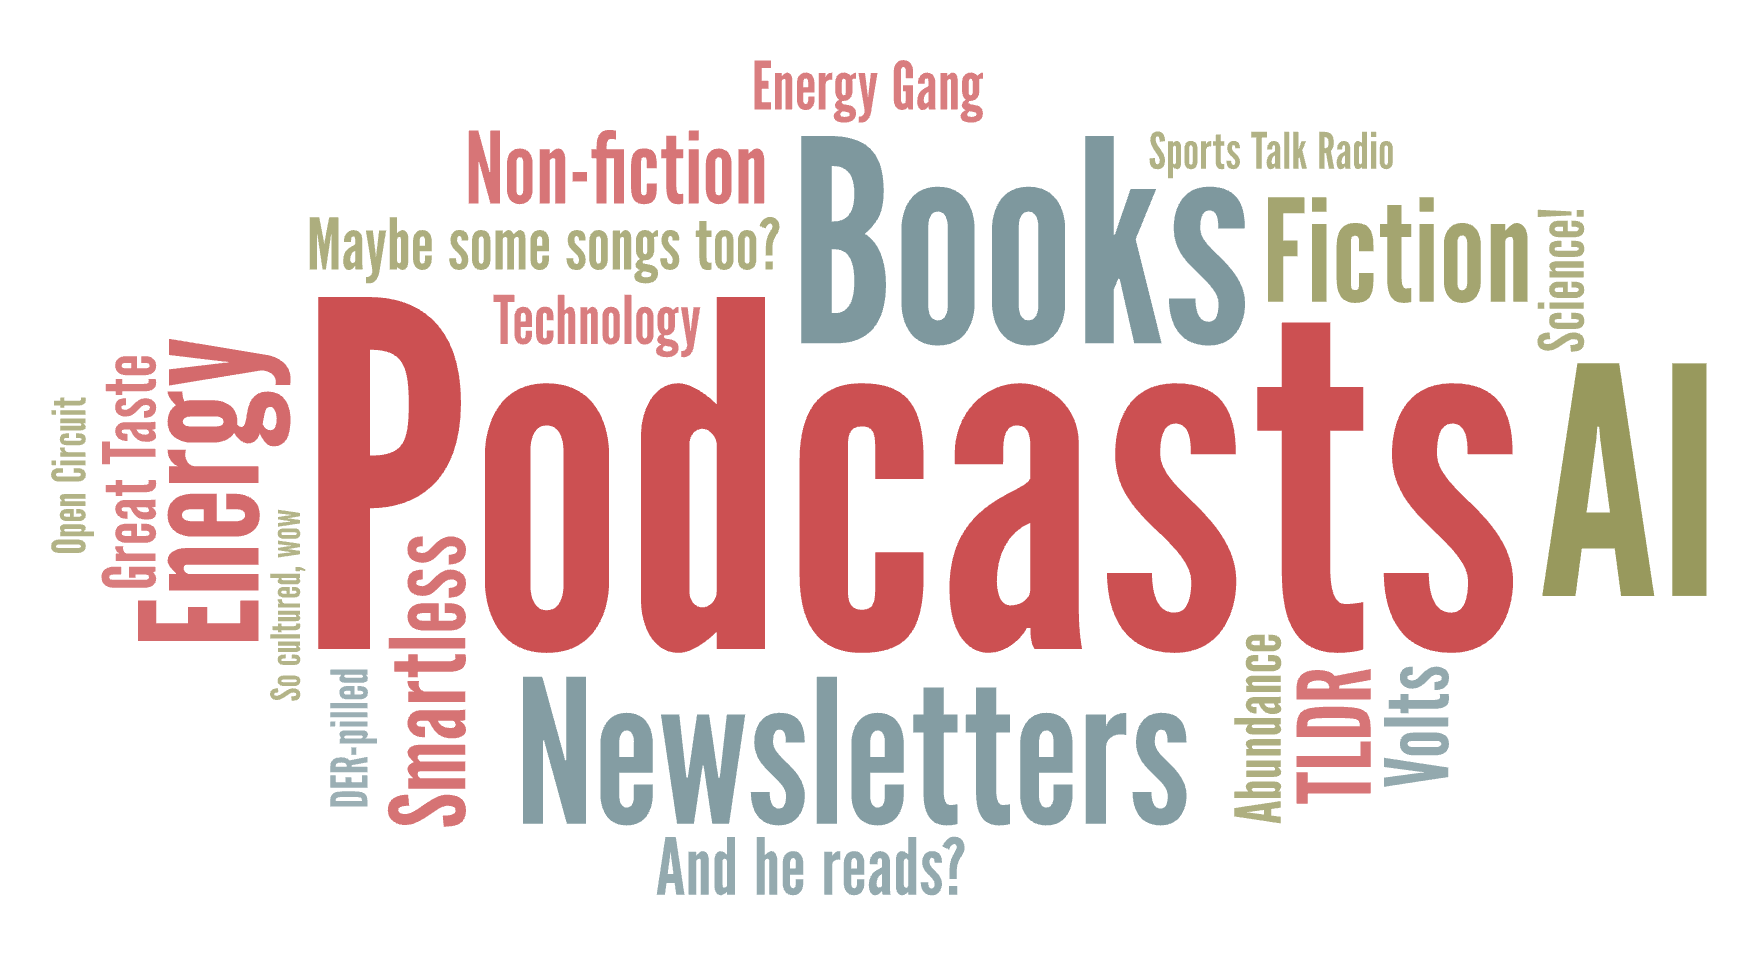 Energy Gang
Non-fiction
Books
Sports Talk Radio
Maybe some songs too?
Fiction
Science!
Technology
Podcasts
AI
Open Circuit
Great Taste
Energy
So cultured, wow
DER-pilled
Smartless
Newsletters
Abundance
TLDR
Volts
And he reads?